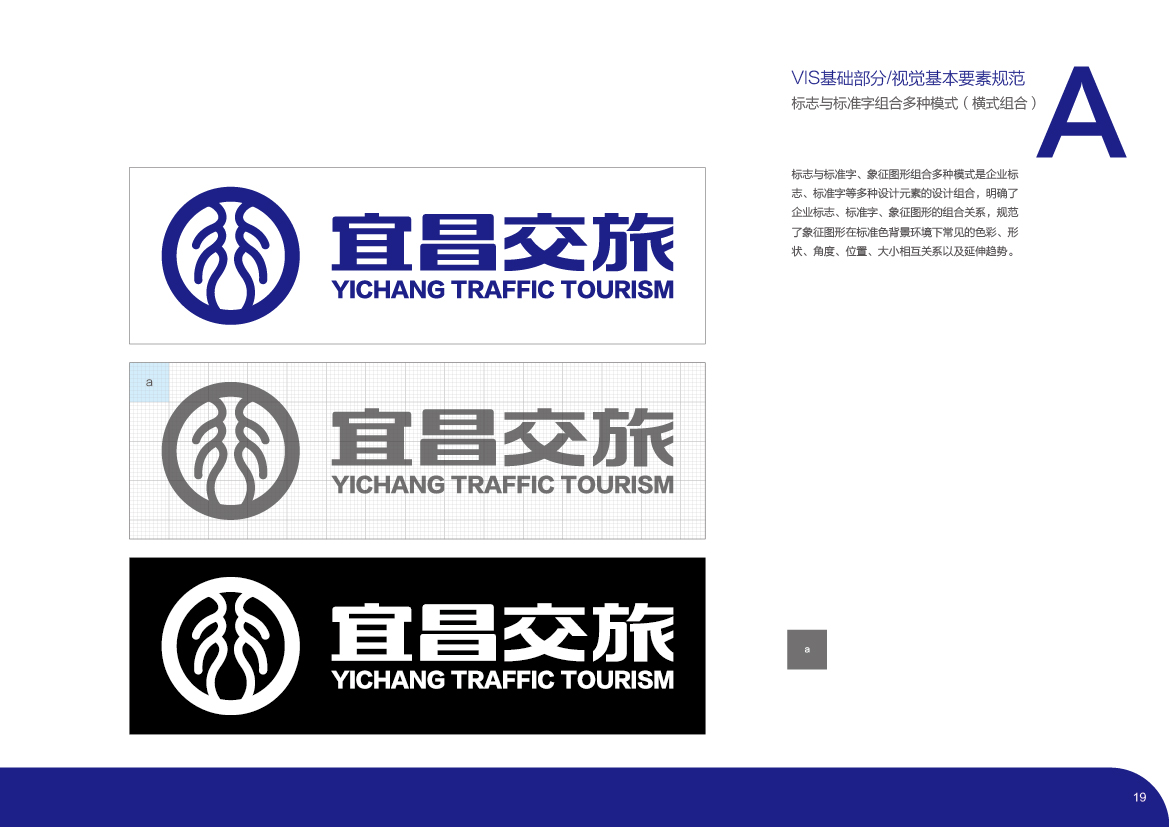 VIS基础部分/视觉基本要素规范
标志与标准字组合多种模式（横式组合）
A
标志与标准字、象征图形组合多种模式是企业标
志、标准字等多种设计元素的设计组合，明确了
企业标志、标准字、象征图形的组合关系，规范
了象征图形在标准色背景环境下常见的色彩、形
状、角度、位置、大小相互关系以及延伸趋势。
宜昌交旅
YICHANG TRAFFIC TOURISM
a
宜昌交旅
YICHANG TRAFFIC TOURISM
宜昌交旅
YICHANG TRAFFIC TOURISM
a
19